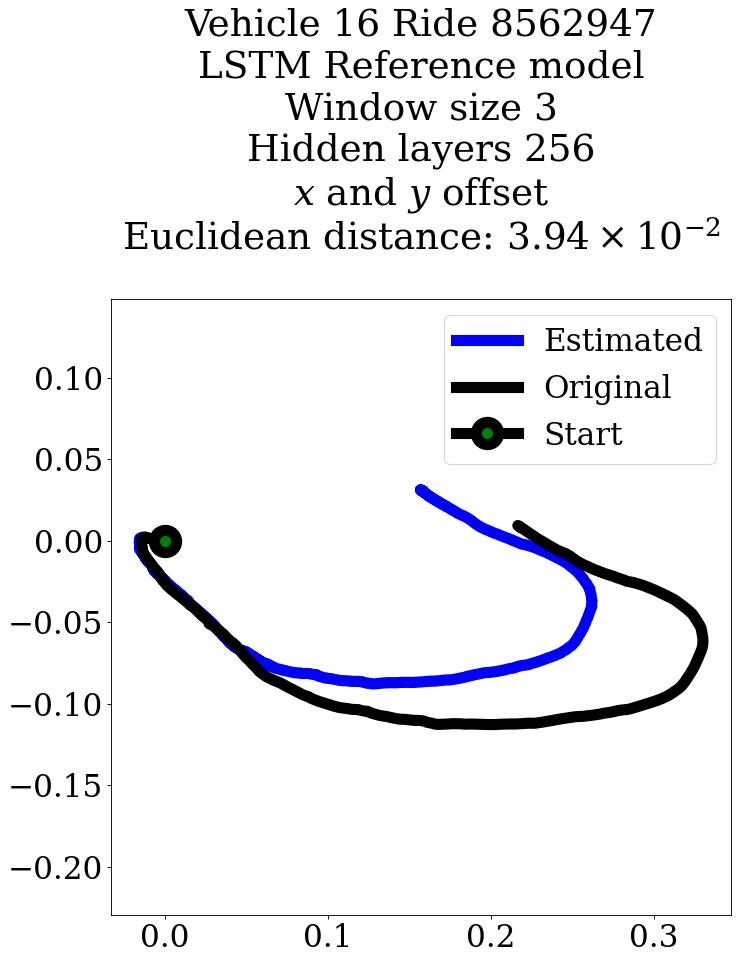 Vehicle 16 Ride 8562947
LSTM Reference model
Window size 3
Hidden layers 256
x and y offset
Euclidean distance: 3.94 × 10⁻²
Estimated
Original
Start
0.10
0.05
0.00
−0.05
−0.10
−0.15
−0.20
0.0 0.1 0.2 0.3